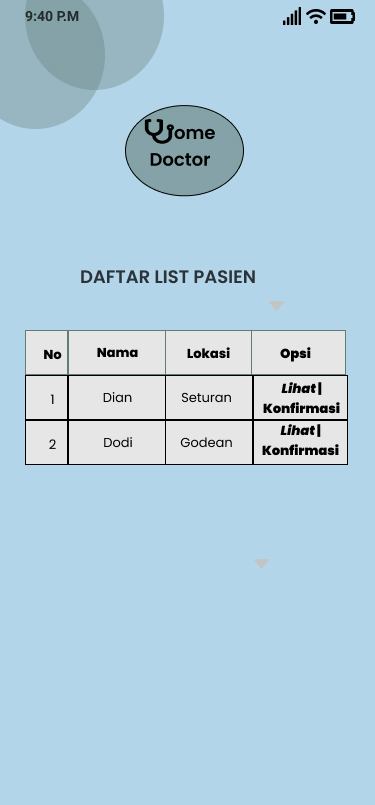 9:40 P.M
ome
Doctor
DAFTAR LIST PASIEN
No Nama Lokasi Opsi
1 Dian Seturan Lihat|
Konfirmasi
2 Dodi Godean Lihat|
Konfirmasi